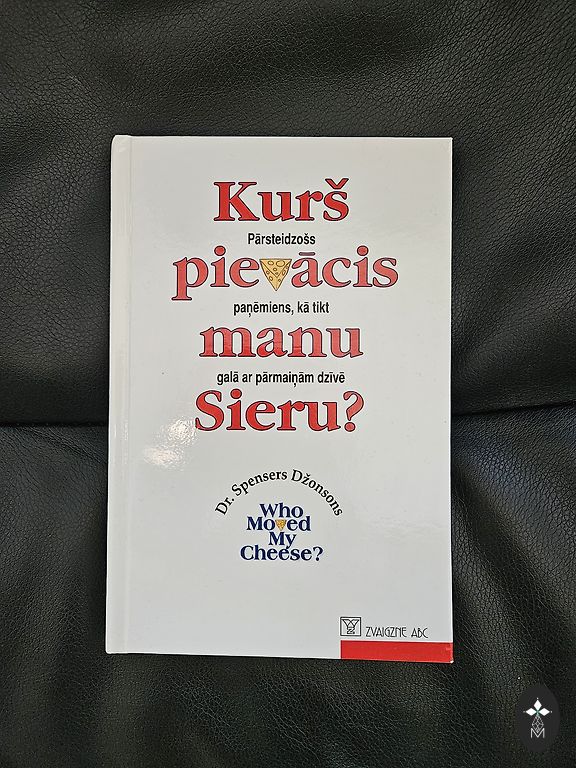 Kurš
Pārsteidzošs
pievācis
paņēmiens, kā tikt
manu
galā ar pārmaiņām dzīvē
Sieru?
Dr. Spensers Džonsons
Who
Moved
My
Cheese?
ZVAIGZNE ABC
M